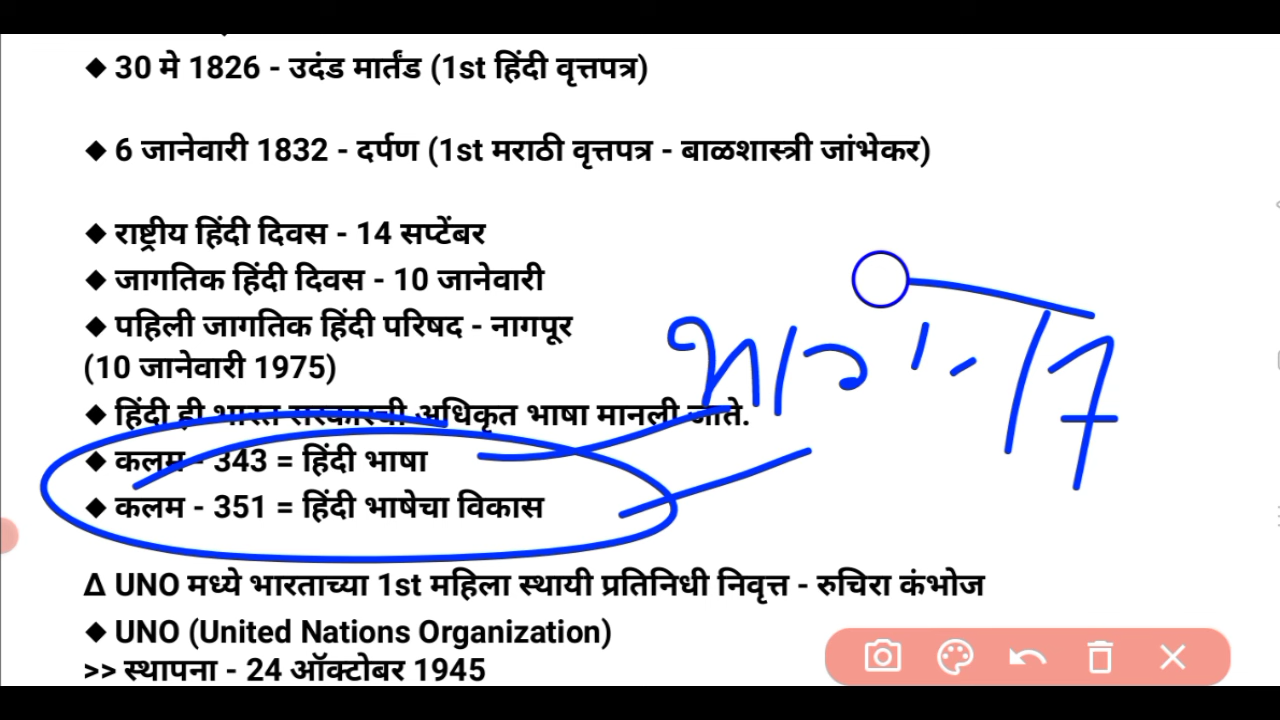 ◆ 30 मे 1826 - उदंड मार्तंड (1st हिंदी वृत्तपत्र)
◆ 6 जानेवारी 1832 - दर्पण (1st मराठी वृत्तपत्र - बाळशास्त्री जांभेकर)
◆ राष्ट्रीय हिंदी दिवस - 14 सप्टेंबर
◆ जागतिक हिंदी दिवस - 10 जानेवारी
◆ पहिली जागतिक हिंदी परिषद - नागपूर
(10 जानेवारी 1975)
◆ हिंदी ही भारत सरकारची अधिकृत भाषा मानली जाते.
◆ कलम - 343 = हिंदी भाषा
◆ कलम - 351 = हिंदी भाषेचा विकास
∆ UNO मध्ये भारताच्या 1st महिला स्थायी प्रतिनिधी निवृत्त - रुचिरा कंभोज
◆ UNO (United Nations Organization)
>> स्थापना - 24 ऑक्टोबर 1945